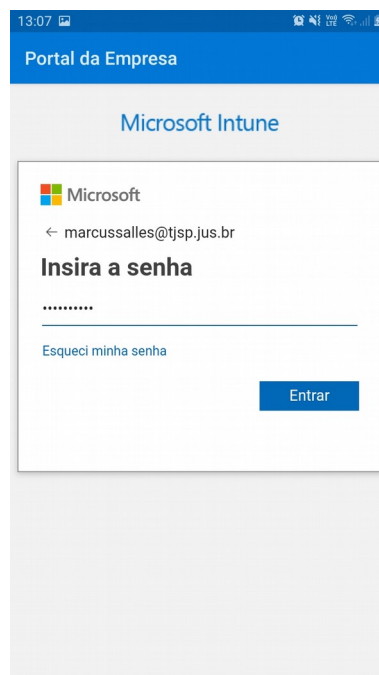 13:07
Portal da Empresa
Microsoft Intune
Microsoft
← marcussalles@tjsp.jus.br
Insira a senha
••••••••••
Esqueci minha senha
Entrar